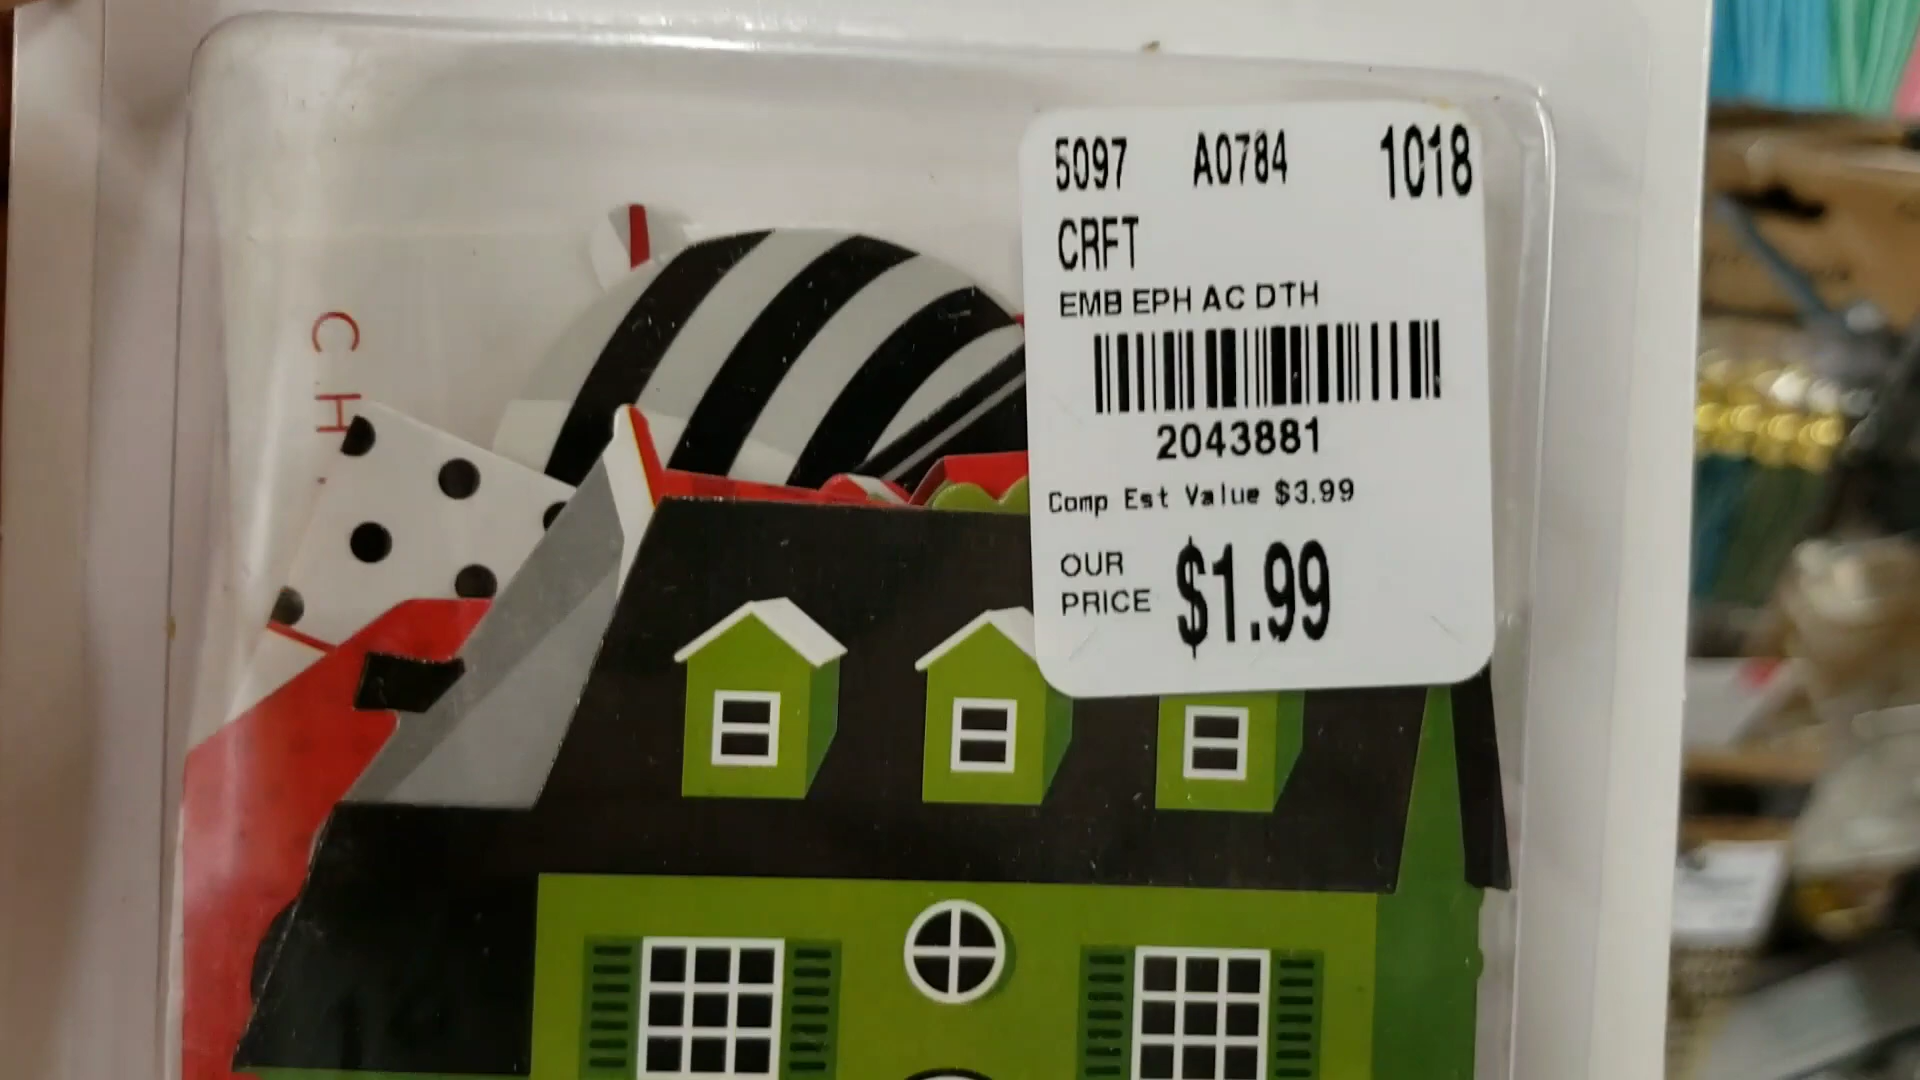 5097 A0784 1018
CRFT
EMB EPH AC DTH
2043881
Comp Est Value $3.99
OUR PRICE $1.99
C.H.